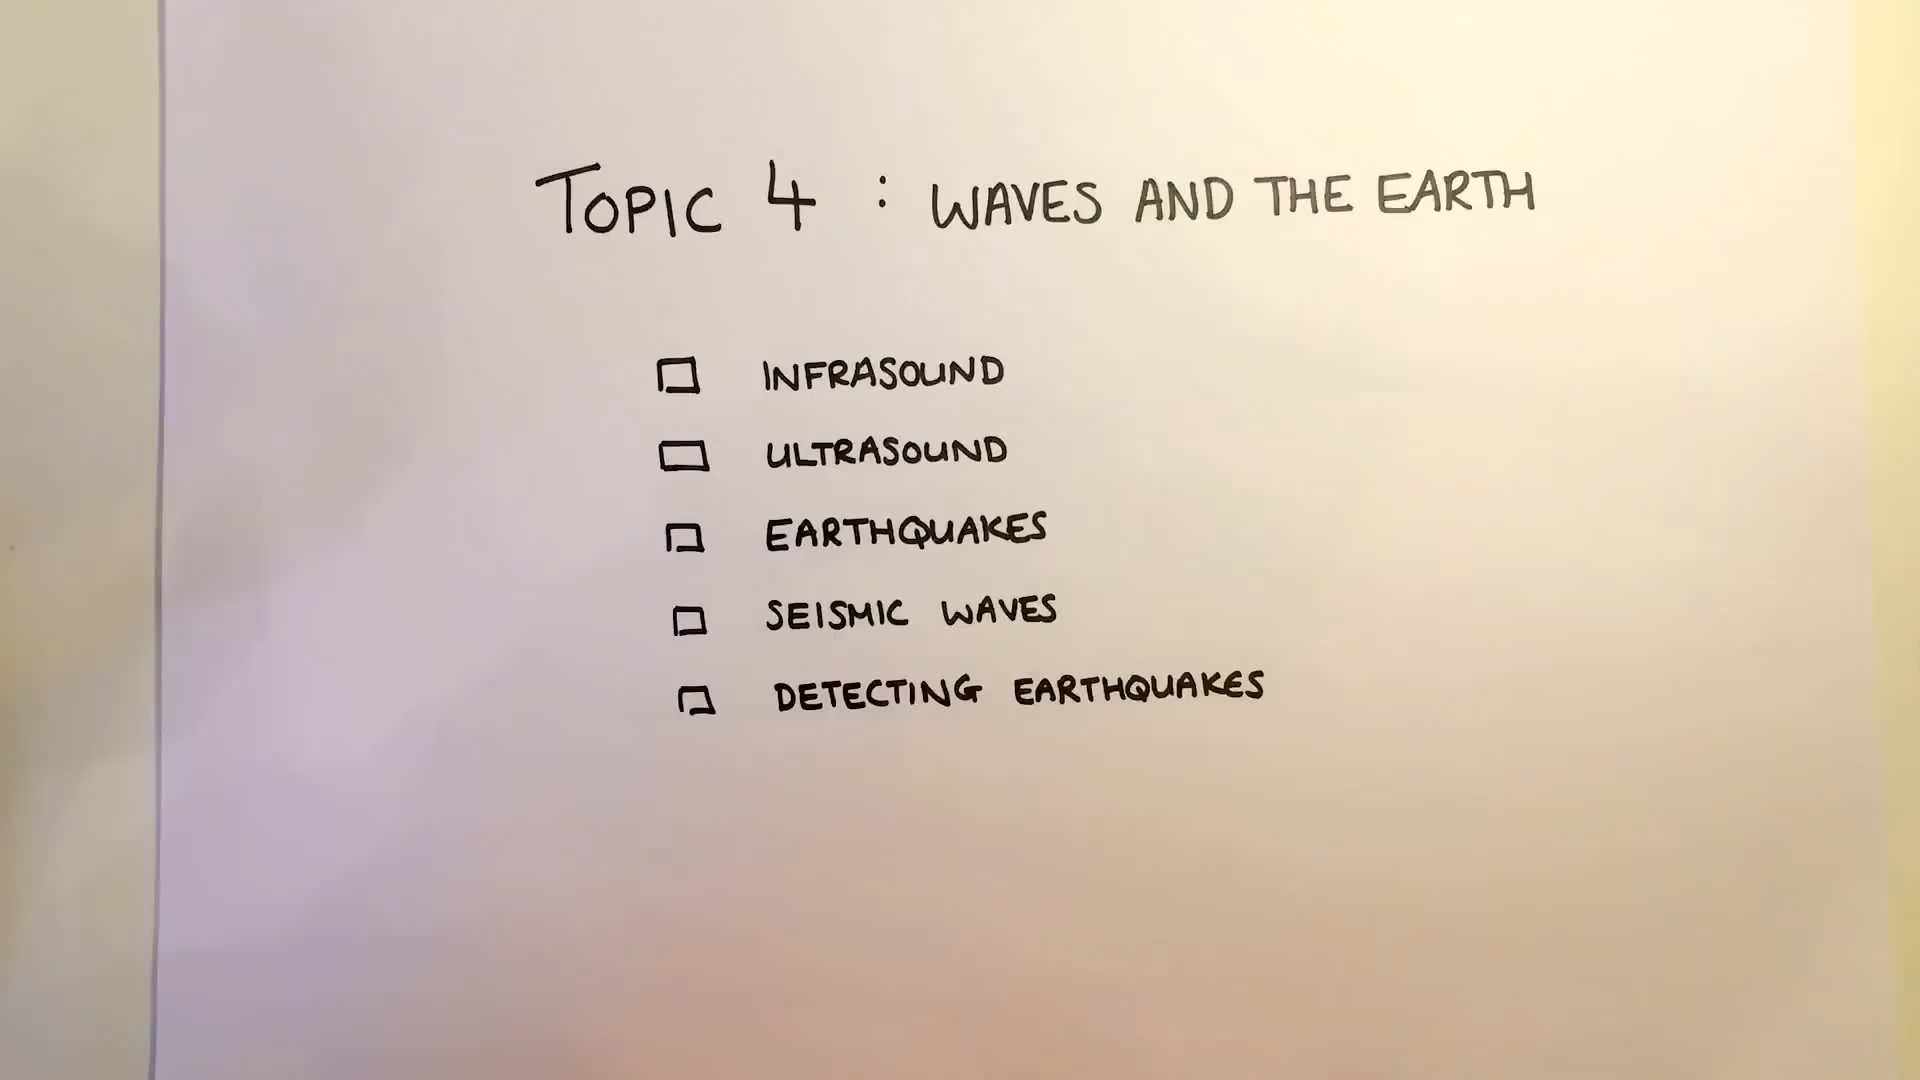 TOPIC 4 : WAVES AND THE EARTH
INFRASOUND
ULTRASOUND
EARTHQUAKES
SEISMIC WAVES
DETECTING EARTHQUAKES